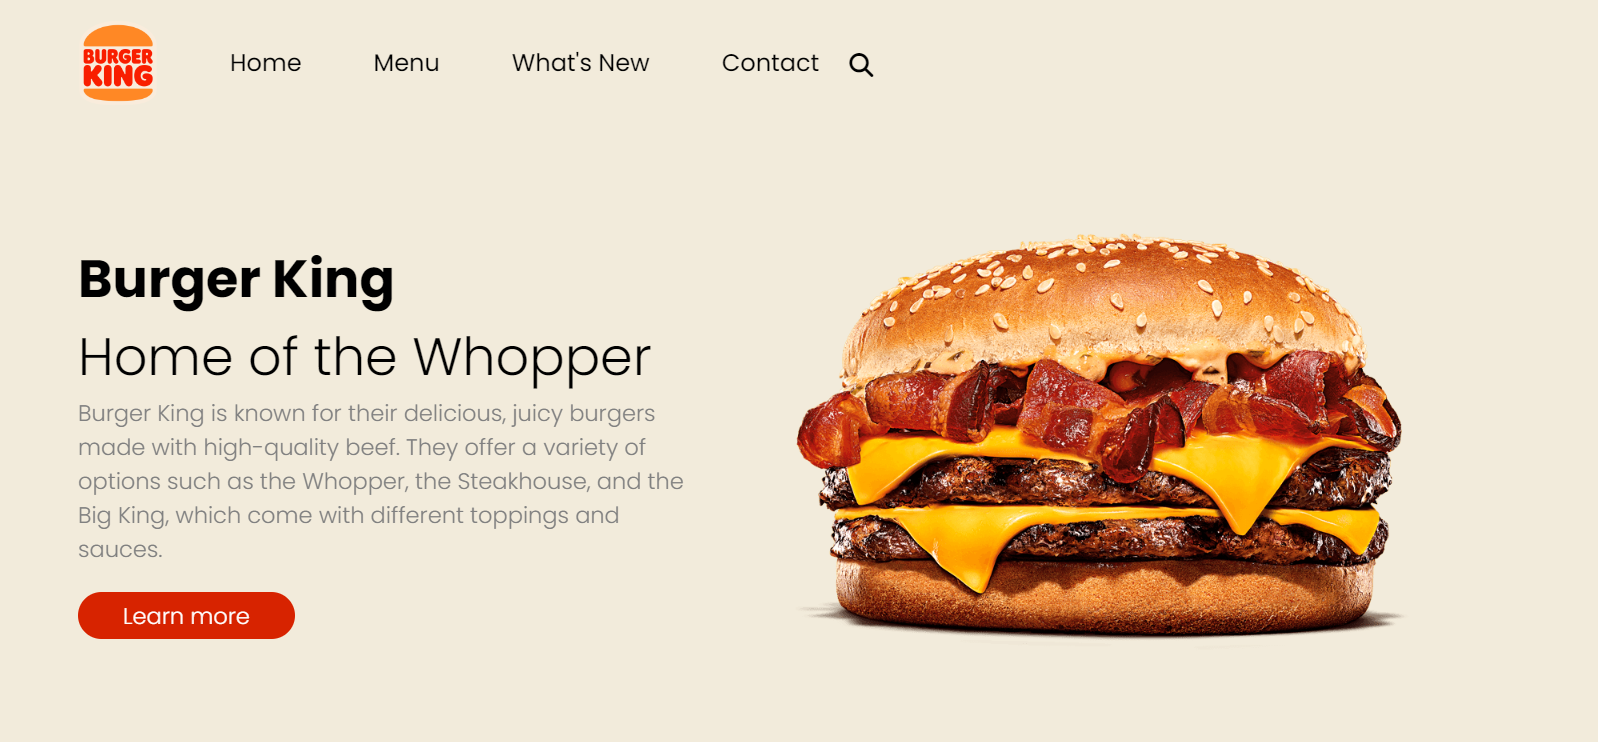 BURGER
KING
Home Menu What's New Contact
Burger King
Home of the Whopper
Burger King is known for their delicious, juicy burgers
made with high-quality beef. They offer a variety of
options such as the Whopper, the Steakhouse, and the
Big King, which come with different toppings and
sauces.
Learn more